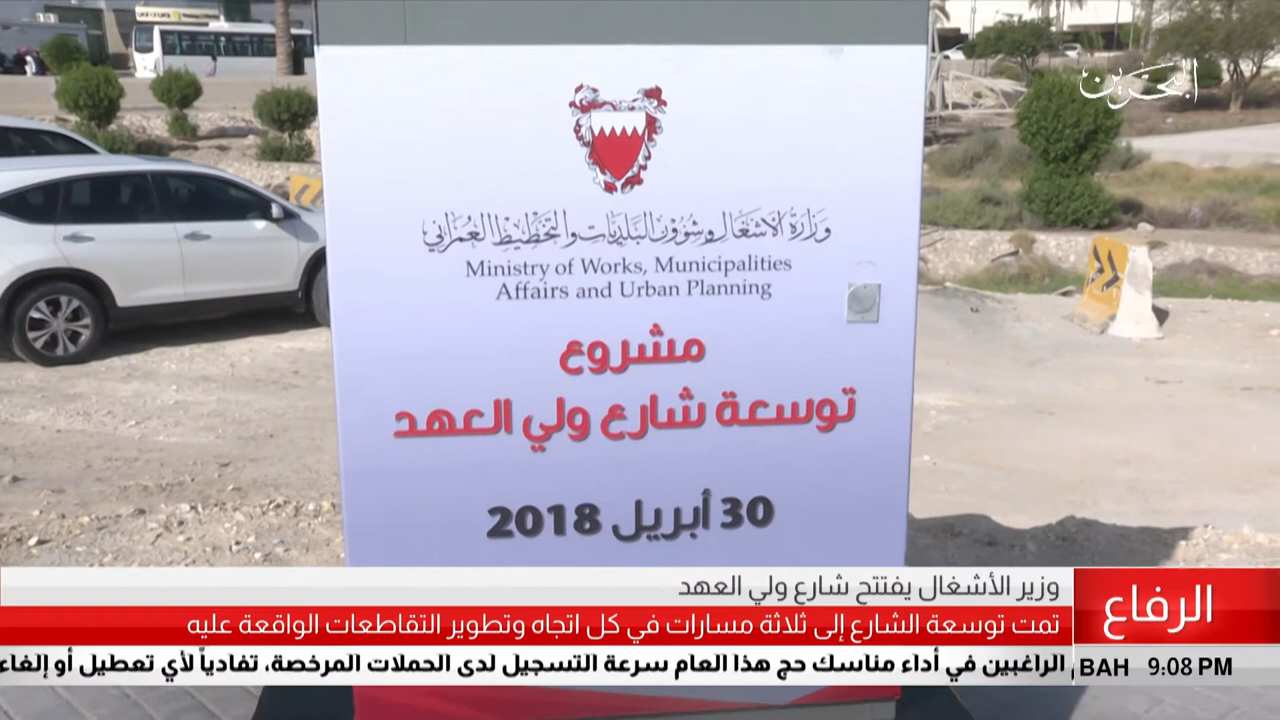 البحرين
وزارة الأشغال وشؤون البلديات والتخطيط العمراني
Ministry of Works, Municipalities
Affairs and Urban Planning
مشروع
توسعة شارع ولي العهد
30 أبريل 2018
وزير الأشغال يفتتح شارع ولي العهد
الرفاع
تمت توسعة الشارع إلى ثلاثة مسارات في كل اتجاه وتطوير التقاطعات الواقعة عليه
الراغبين في أداء مناسك حج هذا العام سرعة التسجيل لدى الحملات المرخصة، تفادياً لأي تعطيل أو إلغاء
BAH 9:08 PM